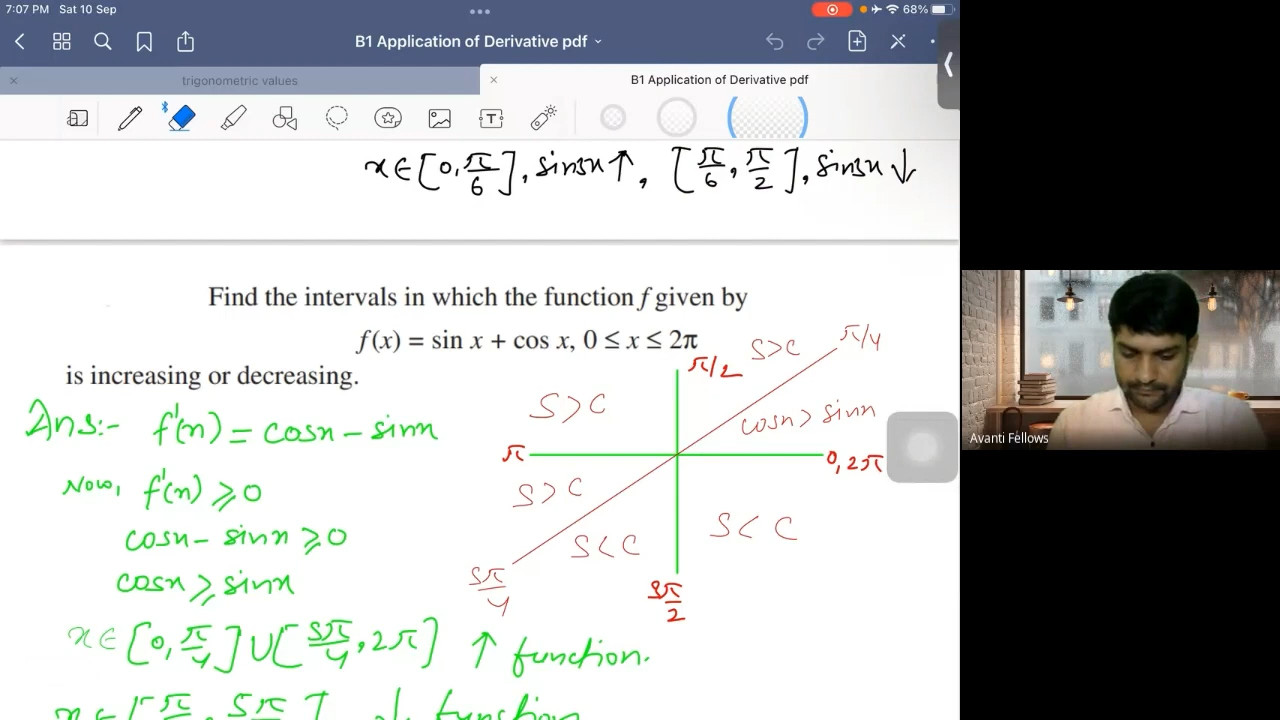 7:07 PM Sat 10 Sep
68%
B1 Application of Derivative pdf
trigonometric values
B1 Application of Derivative pdf
x ∈ [0, π/6], sin3x ↑, [π/6, π/2], sin3x ↓
Find the intervals in which the function f given by
f(x) = sin x + cos x, 0 ≤ x ≤ 2π
is increasing or decreasing.
π/2
S>C
π/4
S>C
cosx > sinx
π
0, 2π
S>C
S<C
S<C
5π/4
3π/2
Ans:- f'(x) = cosx - sinx
Now, f'(x) ≥ 0
cosx - sinx ≥ 0
cosx ≥ sinx
x ∈ [0, π/4] ∪ [5π/4, 2π] ↑ function.
x ∈ [π, 5π] ↓ function
Avanti Fellows